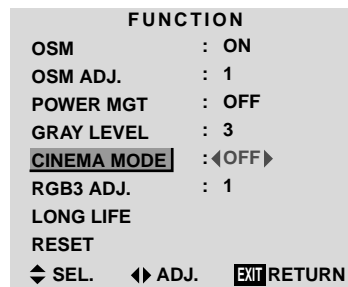 FUNCTION
OSM : ON
OSM ADJ. : 1
POWER MGT : OFF
GRAY LEVEL : 3
CINEMA MODE : OFF
RGB3 ADJ. : 1
LONG LIFE
RESET
SEL. ADJ. EXIT RETURN